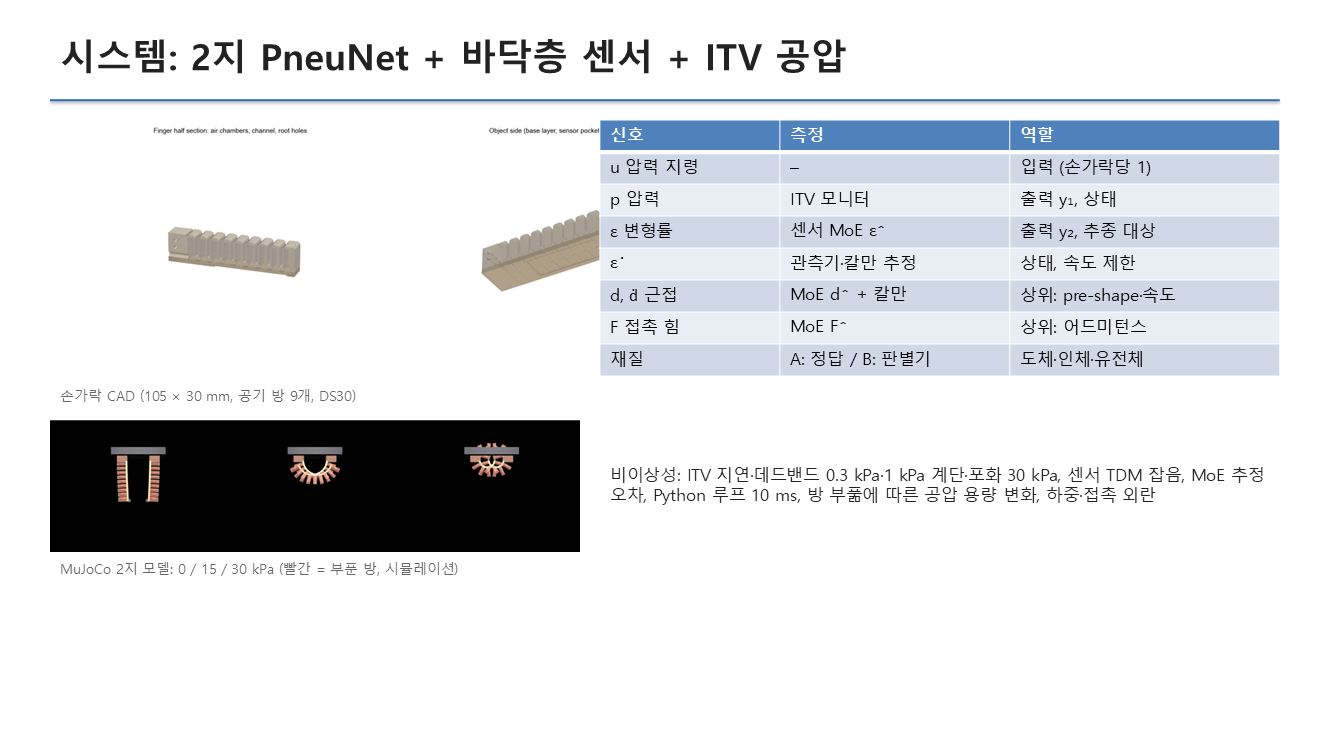 시스템: 2지 PneuNet + 바닥층 센서 + ITV 공압
Finger half section: air chambers, channel, root holes
Object side (base layer, sensor pocket
신호 측정 역할
u 압력 지령 – 입력 (손가락당 1)
p 압력 ITV 모니터 출력 y₁, 상태
ε 변형률 센서 MoE εˆ 출력 y₂, 추종 대상
ε˙ 관측기·칼만 추정 상태, 속도 제한
d, ḋ 근접 MoE dˆ + 칼만 상위: pre-shape·속도
F 접촉 힘 MoE Fˆ 상위: 어드미턴스
재질 A: 정답 / B: 판별기 도체·인체·유전체
손가락 CAD (105 × 30 mm, 공기 방 9개, DS30)
비이상성: ITV 지연·데드밴드 0.3 kPa·1 kPa 계단·포화 30 kPa, 센서 TDM 잡음, MoE 추정
오차, Python 루프 10 ms, 방 부풂에 따른 공압 용량 변화, 하중·접촉 외란
MuJoCo 2지 모델: 0 / 15 / 30 kPa (빨간 = 부푼 방, 시뮬레이션)